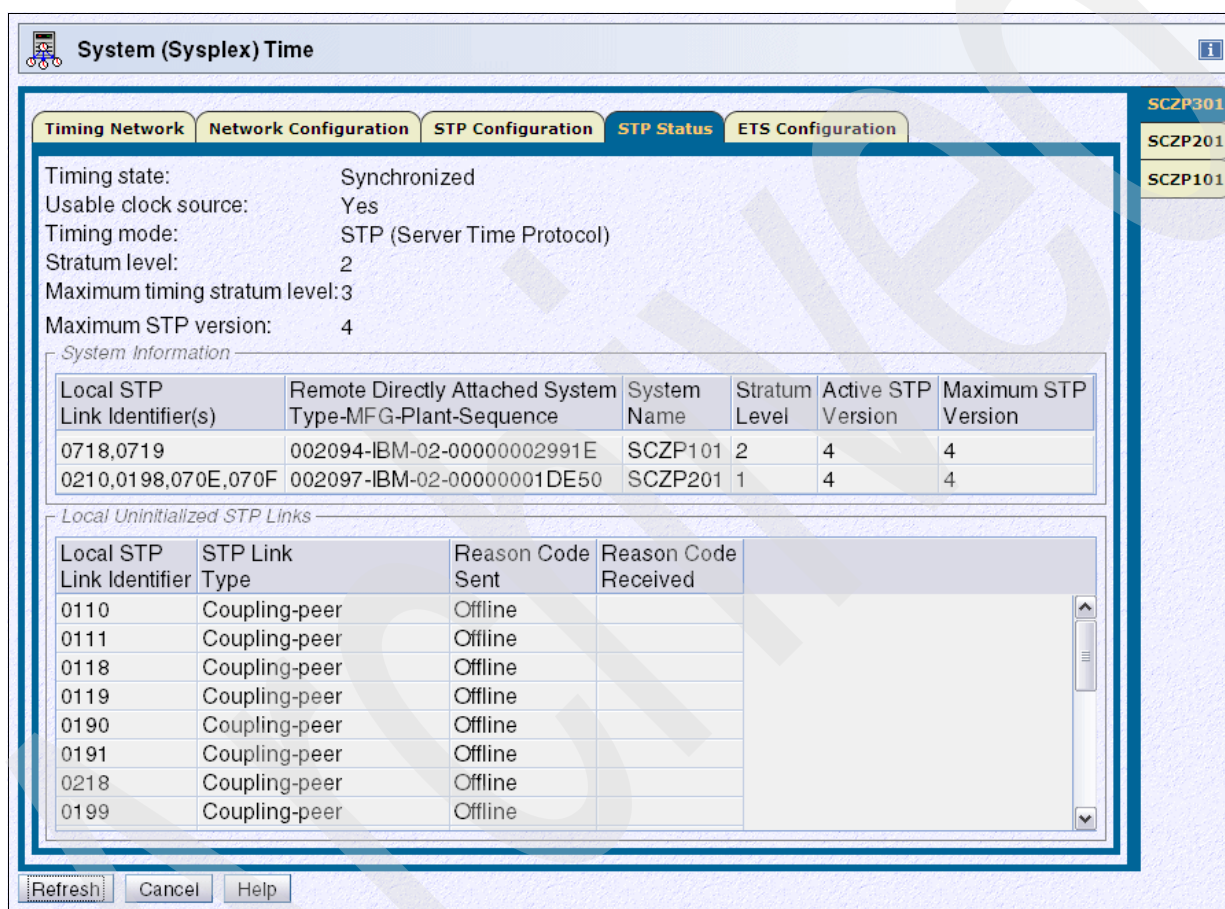 System (Sysplex) Time
i
SCZP301
SCZP201
SCZP101
Timing Network Network Configuration STP Configuration STP Status ETS Configuration
Timing state: Synchronized
Usable clock source: Yes
Timing mode: STP (Server Time Protocol)
Stratum level: 2
Maximum timing stratum level: 3
Maximum STP version: 4
System Information
Local STP Remote Directly Attached System System Stratum Active STP Maximum STP
Link Identifier(s) Type-MFG-Plant-Sequence Name Level Version Version
0718,0719 002094-IBM-02-00000002991E SCZP101 2 4 4
0210,0198,070E,070F 002097-IBM-02-00000001DE50 SCZP201 1 4 4
Local Uninitialized STP Links
Local STP STP Link Reason Code Reason Code
Link Identifier Type Sent Received
0110 Coupling-peer Offline
0111 Coupling-peer Offline
0118 Coupling-peer Offline
0119 Coupling-peer Offline
0190 Coupling-peer Offline
0191 Coupling-peer Offline
0218 Coupling-peer Offline
0199 Coupling-peer Offline
Refresh Cancel Help